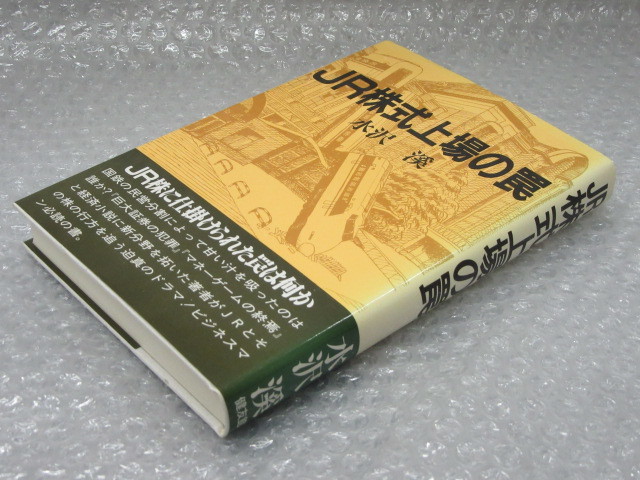 JR株式上場の罠
水沢 溪
JR株に仕掛けられた罠は何か
国鉄の民営分割によって甘い汁を吸ったのは
誰か?『巨大証券の犯罪』『マネーゲームの終焉』
と経済小説に新分野を拓いた著者がJRとそ
の株の行方を追う迫真のドラマ!ビジネスマ
ン必読の書。
JR株式上場の罠
水沢 溪